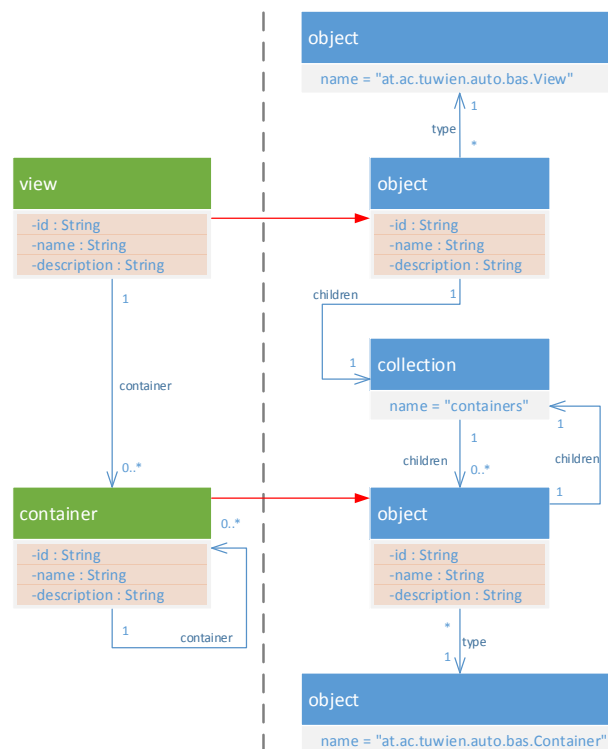 object
name = "at.ac.tuwien.auto.bas.View"
1
type
*
view
-id : String
-name : String
-description : String
object
-id : String
-name : String
-description : String
1
children
1
1
container
0..*
collection
name = "containers"
1
children
0..*
1
children
1
container
0..*
-id : String
-name : String
-description : String
1
container
object
-id : String
-name : String
-description : String
*
type
1
object
name = "at.ac.tuwien.auto.bas.Container"